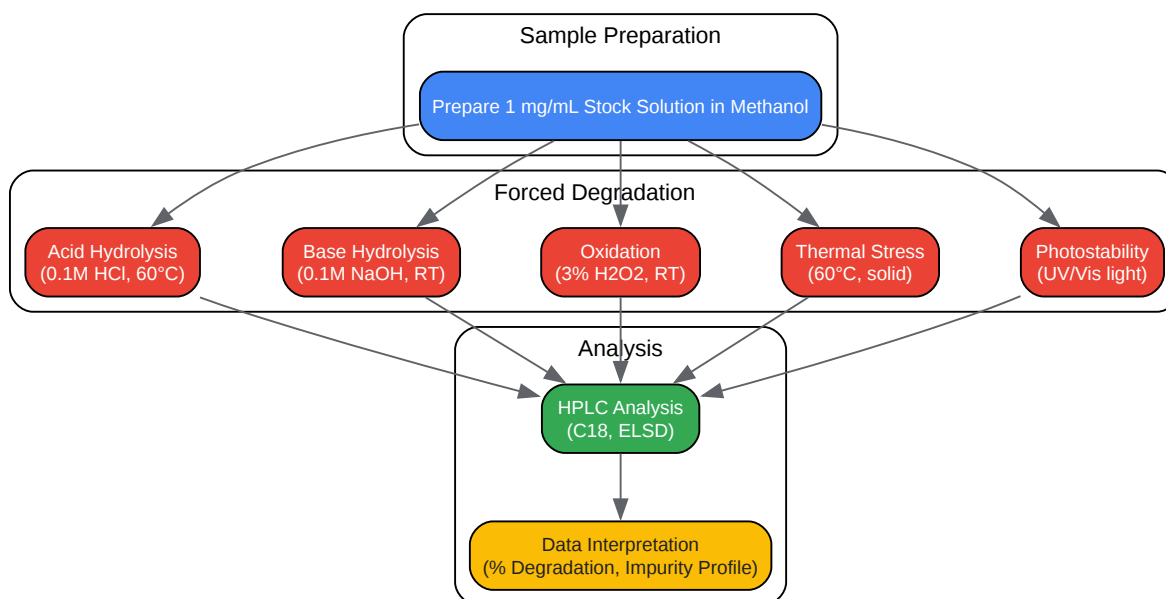 Sample Preparation
Prepare 1 mg/mL Stock Solution in Methanol
Forced Degradation
Acid Hydrolysis
(0.1M HCl, 60°C)
Base Hydrolysis
(0.1M NaOH, RT)
Oxidation
(3% H2O2, RT)
Thermal Stress
(60°C, solid)
Photostability
(UV/Vis light)
Analysis
HPLC Analysis
(C18, ELSD)
Data Interpretation
(% Degradation, Impurity Profile)